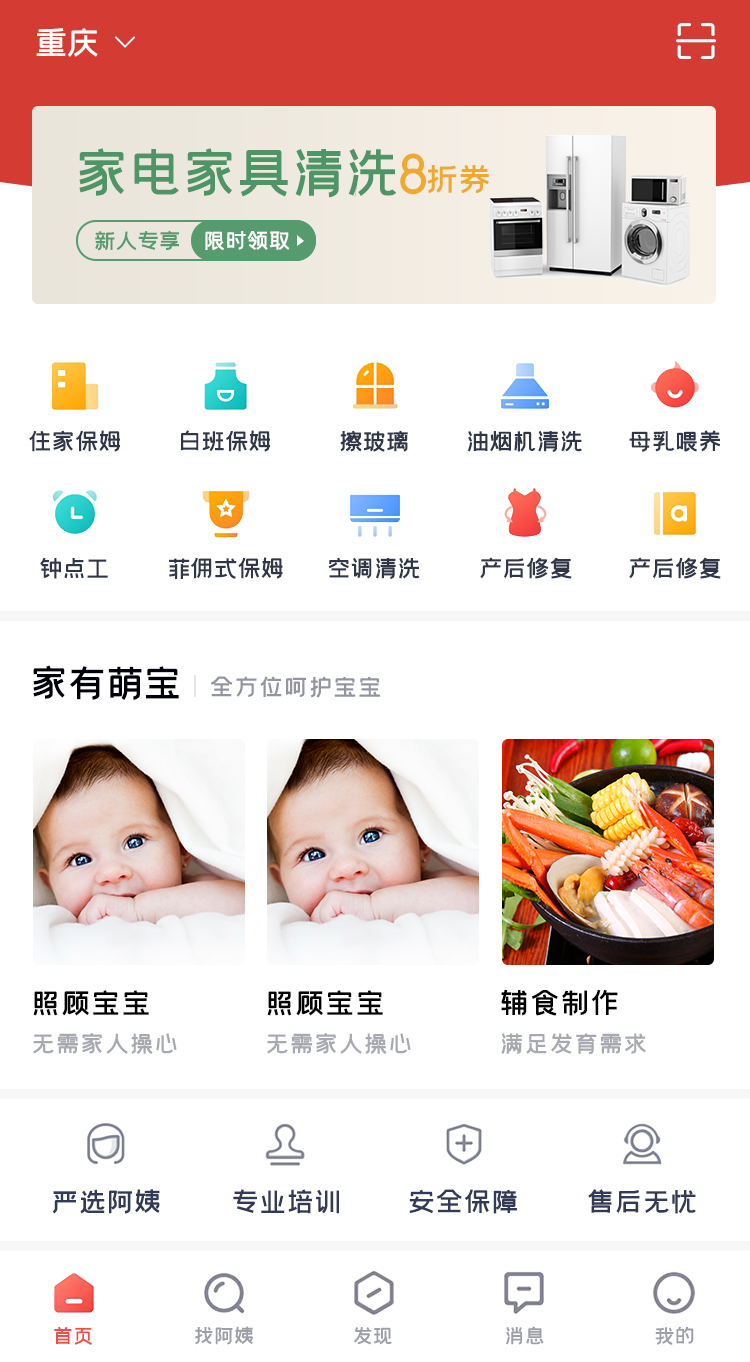 重庆
家电家具清洗8折券
新人专享 限时领取
住家保姆 白班保姆 擦玻璃 油烟机清洗 母乳喂养
钟点工 菲佣式保姆 空调清洗 产后修复 产后修复
a
家有萌宝 全方位呵护宝宝
照顾宝宝 照顾宝宝 辅食制作
无需家人操心 无需家人操心 满足发育需求
严选阿姨 专业培训 安全保障 售后无忧
首页 找阿姨 发现 消息 我的